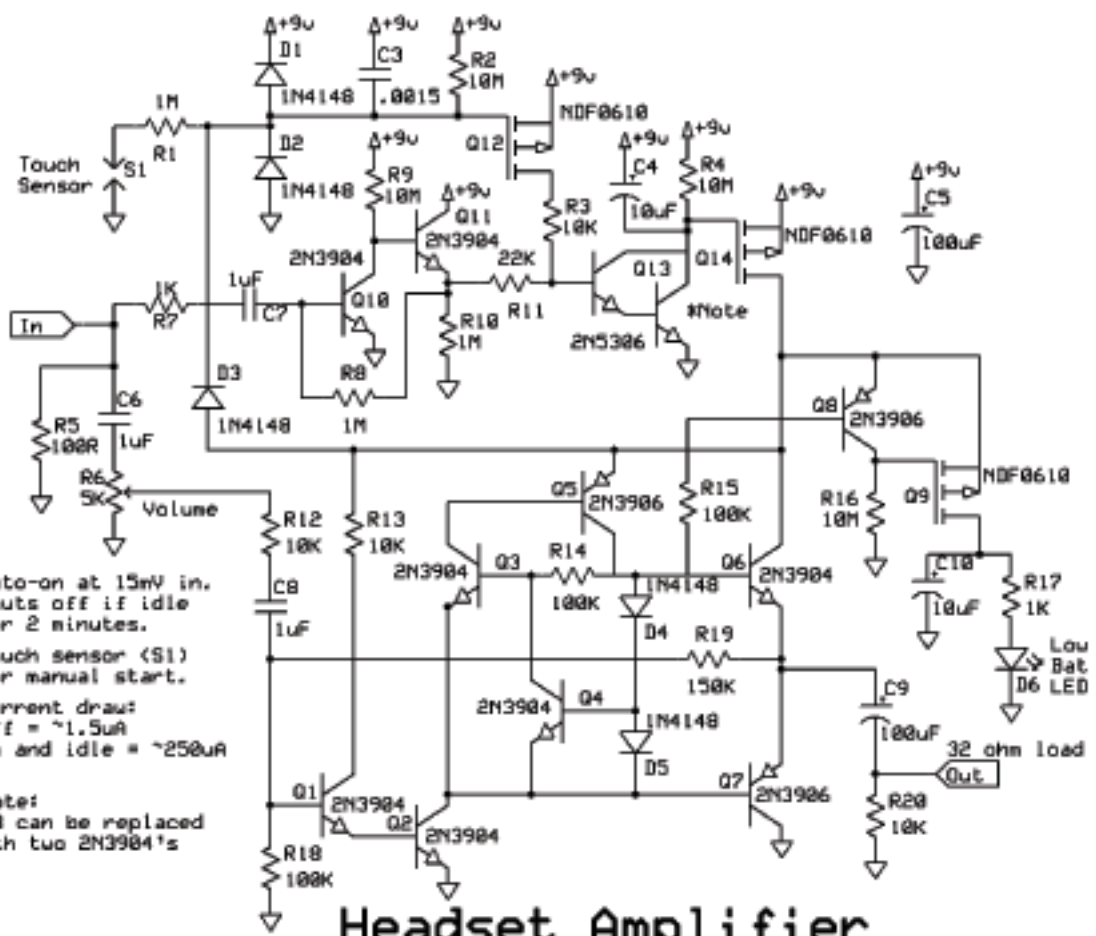 +9v
+9v
+9v
D1
C3
R2
10M
+9v
1N4148
.0015
NDF0610
1M
R1
S1
Touch
Sensor
D2
1N4148
+9v
R9
10M
Q12
+9v
C4
10uF
+9v
R4
10M
+9v
Q11
2N3904
R3
10K
+9v
NDF0610
+9v
C5
100uF
2N3904
Q10
22K
R11
Q13
Q14
*Note
2N5306
In
1K
R7
1uF
C7
R10
1M
R8
1M
D3
1N4148
C6
1uF
R5
100R
R6
5K
Volume
Q8
2N3906
NDF0610
Q9
R16
10M
Q5
2N3906
R15
100K
R12
10K
R13
10K
Q3
2N3904
R14
100K
1N4148
D4
Q6
2N3904
C10
10uF
R17
1K
Low
Bat
LED
D6
to-on at 15mV in.
uts off if idle
r 2 minutes.
uch sensor (S1)
r manual start.
rrent draw:
f = ~1.5uA
and idle = ~250uA
te:
can be replaced
th two 2N3904's
C8
1uF
R19
150K
Q4
2N3904
1N4148
D5
C9
100uF
32 ohm load
Out
Q7
2N3906
R20
10K
Q1
2N3904
Q2
2N3904
R18
100K
Headset Amplifier